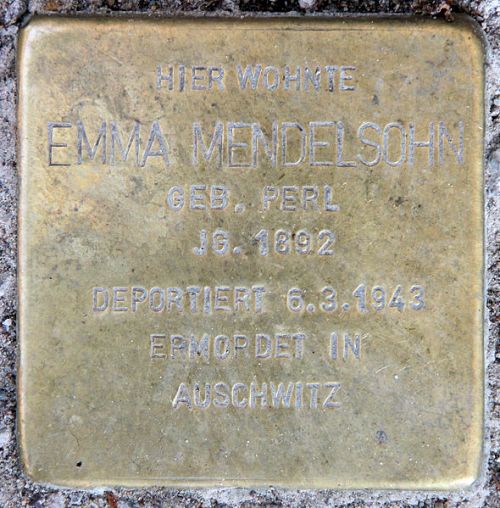 HIER WOHNTE
EMMA MENDELSOHN
GEB. PERL
JG. 1892
DEPORTIERT 6.3.1943
ERMORDET IN
AUSCHWITZ